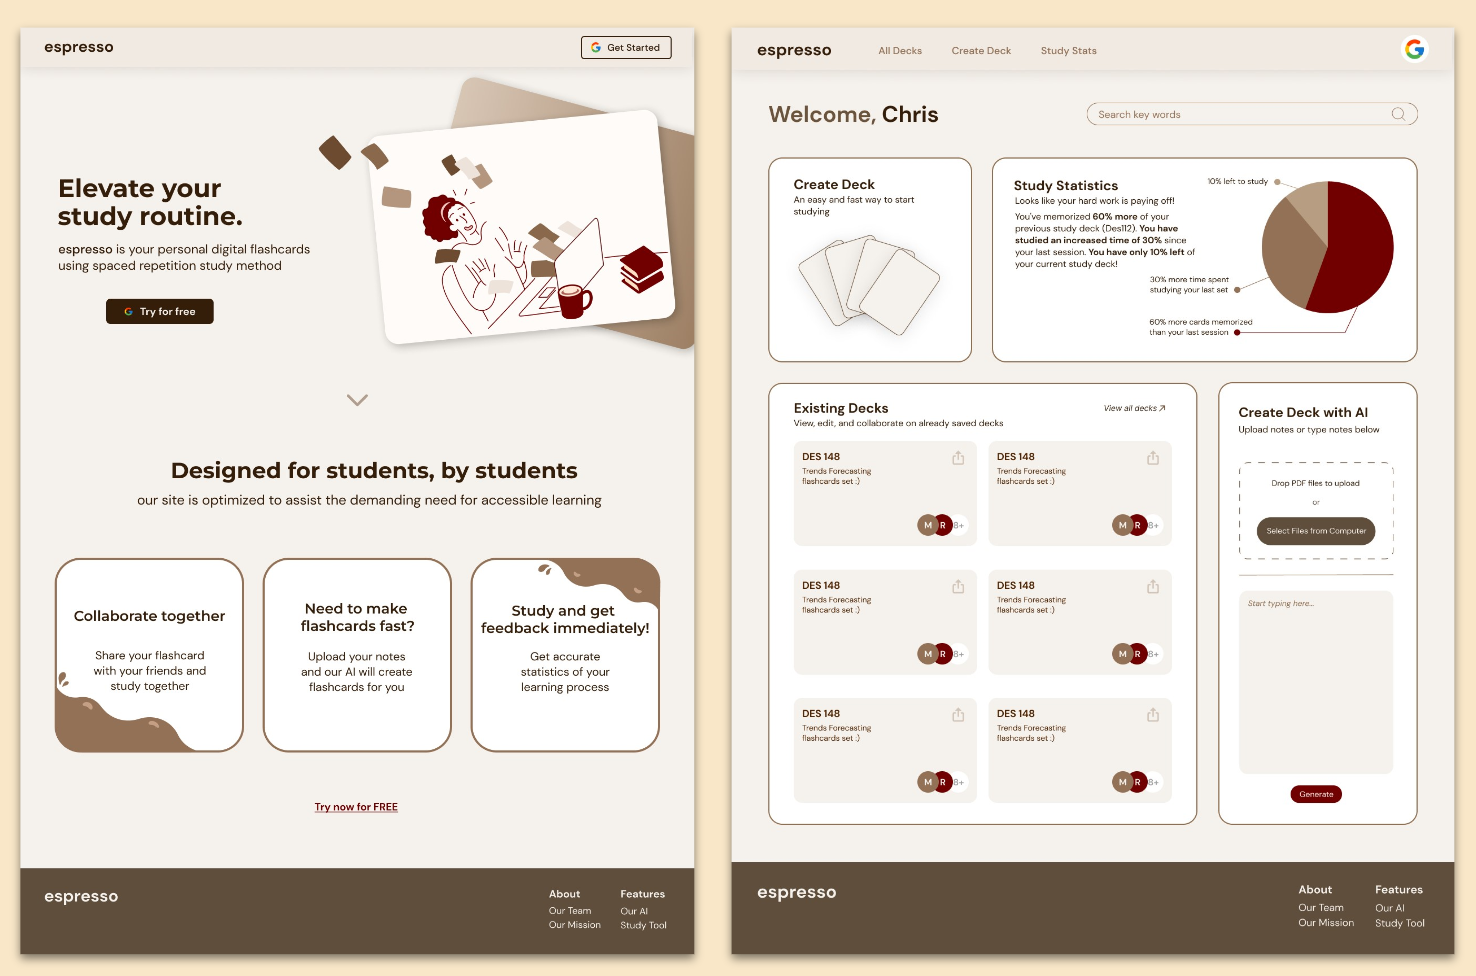 espresso
Get Started
Elevate your
study routine.
espresso is your personal digital flashcards
using spaced repetition study method
Try for free
Designed for students, by students
our site is optimized to assist the demanding need for accessible learning
Collaborate together
Share your flashcard
with your friends and
study together
Need to make
flashcards fast?
Upload your notes
and our AI will create
flashcards for you
Study and get
feedback immediately!
Get accurate
statistics of your
learning process
Try now for FREE
espresso
About
Our Team
Our Mission
Features
Our AI
Study Tool
espresso
All Decks
Create Deck
Study Stats
Welcome, Chris
Search key words
Create Deck
An easy and fast way to start
studying
Study Statistics
Looks like your hard work is paying off!
You've memorized 60% more of your
previous study deck (Des112). You have
studied an increased time of 30% since
your last session. You have only 10% left of
your current study deck!
10% left to study
30% more time spent
studying your last set
60% more cards memorized
than your last session
Existing Decks
View, edit, and collaborate on already saved decks
View all decks
DES 148
Trends Forecasting
flashcards set :)
M R 8+
DES 148
Trends Forecasting
flashcards set :)
M R 8+
DES 148
Trends Forecasting
flashcards set :)
M R 8+
DES 148
Trends Forecasting
flashcards set :)
M R 8+
DES 148
Trends Forecasting
flashcards set :)
M R 8+
DES 148
Trends Forecasting
flashcards set :)
M R 8+
Create Deck with AI
Upload notes or type notes below
Drop PDF files to upload
or
Select Files from Computer
Start typing here...
Generate
espresso
About
Our Team
Our Mission
Features
Our AI
Study Tool